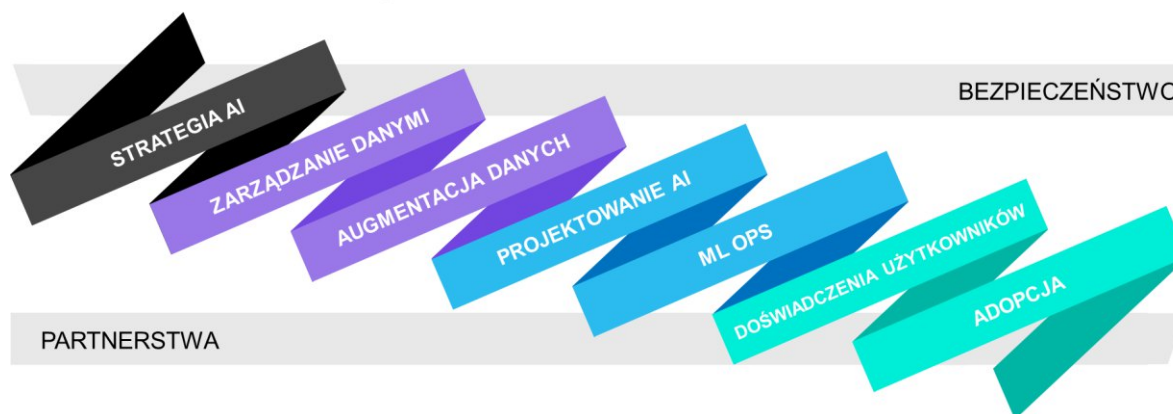 BEZPIECZEŃSTWO
STRATEGIA AI
ZARZĄDZANIE DANYMI
AUGMENTACJA DANYCH
PROJEKTOWANIE AI
ML OPS
DOŚWIADCZENIA UŻYTKOWNIKÓW
ADOPCJA
PARTNERSTWA